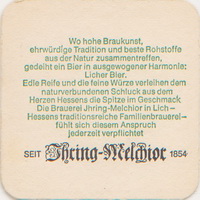 Wo hohe Braukunst,
ehrwürdige Tradition und beste Rohstoffe
aus der Natur zusammentreffen,
gedeiht ein Bier in ausgewogener Harmonie:
Licher Bier.
Edle Reife und die feine Würze verleihen dem
naturverbundenen Schluck aus dem
Herzen Hessens die Spitze im Geschmack
Die Brauerei Jhring-Melchior in Lich –
Hessens traditionsreiche Familienbrauerei–
fühlt sich diesem Anspruch
jederzeit verpflichtet
SEIT Jhring-Melchior 1854